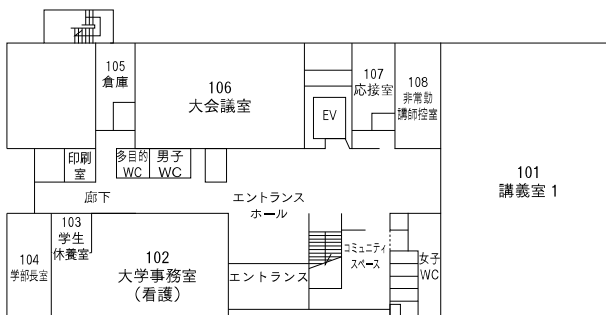 105
倉庫
106
大会議室
EV
107
応接室
108
非常勤
講師控室
101
講義室 1
印刷
室
多目的
WC
男子
WC
廊下
エントランス
ホール
103
学生
休養室
104
学部長室
102
大学事務室
(看護)
エントランス
コミュニティ
スペース
女子
WC